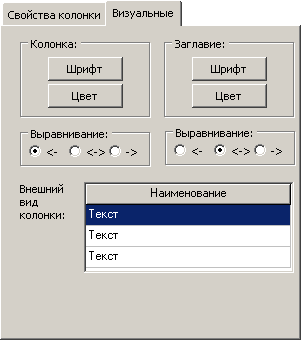 Свойства колонки Визуальные
Колонка: Заглавие:
Шрифт Шрифт
Цвет Цвет
Выравнивание: Выравнивание:
<- <-> -> <- <-> ->
Внешний
вид
колонки:
Наименование
Текст
Текст
Текст